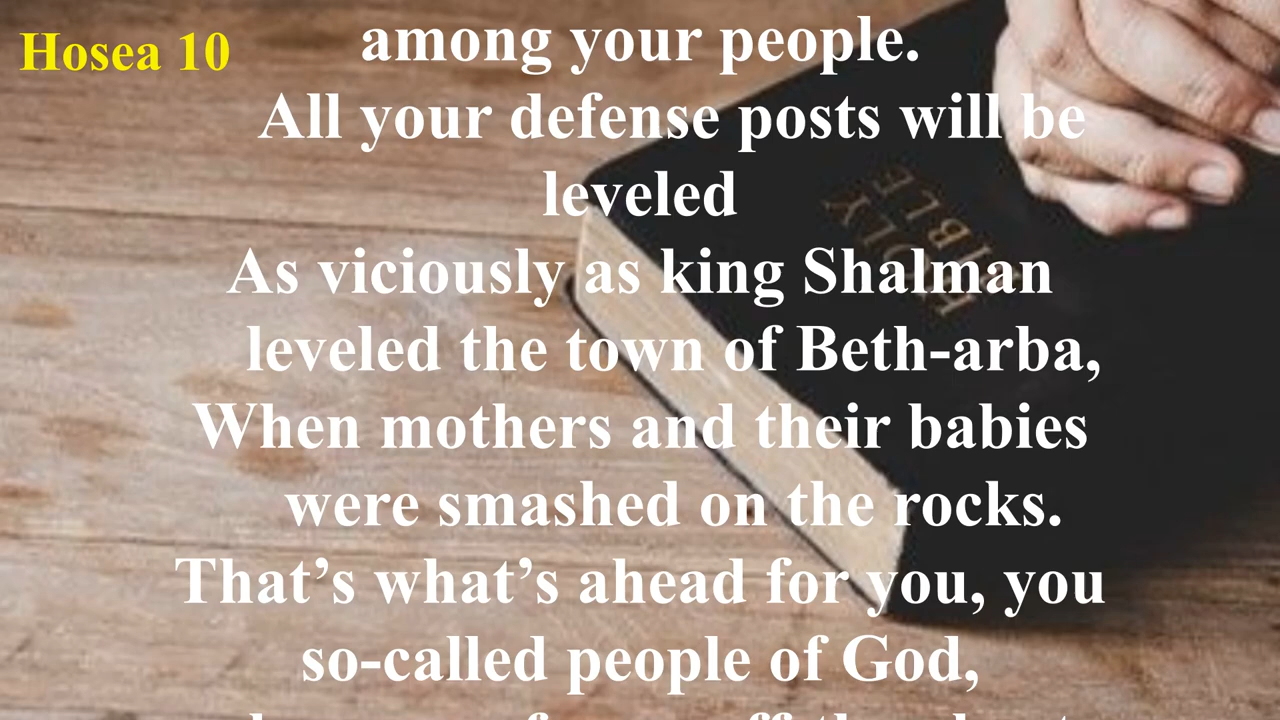 Hosea 10
among your people.
All your defense posts will be
leveled
As viciously as king Shalman
leveled the town of Beth-arba,
When mothers and their babies
were smashed on the rocks.
That’s what’s ahead for you, you
so-called people of God,
HOLY
BIBLE